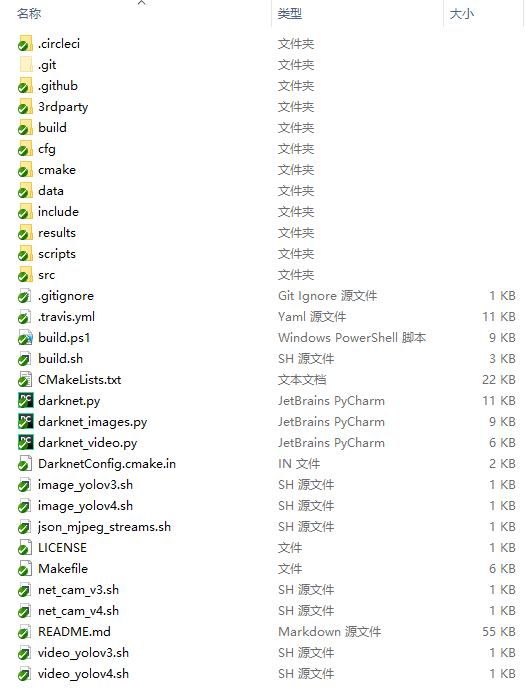 名称 类型 大小
.circleci 文件夹
.git 文件夹
.github 文件夹
3rdparty 文件夹
build 文件夹
cfg 文件夹
cmake 文件夹
data 文件夹
include 文件夹
results 文件夹
scripts 文件夹
src 文件夹
.gitignore Git Ignore 源文件 1 KB
.travis.yml Yaml 源文件 11 KB
build.ps1 Windows PowerShell 脚本 9 KB
build.sh SH 源文件 3 KB
CMakeLists.txt 文本文档 22 KB
darknet.py JetBrains PyCharm 11 KB
darknet_images.py JetBrains PyCharm 9 KB
darknet_video.py JetBrains PyCharm 6 KB
DarknetConfig.cmake.in IN 文件 2 KB
image_yolov3.sh SH 源文件 1 KB
image_yolov4.sh SH 源文件 1 KB
json_mjpeg_streams.sh SH 源文件 1 KB
LICENSE 文件 1 KB
Makefile 文件 6 KB
net_cam_v3.sh SH 源文件 1 KB
net_cam_v4.sh SH 源文件 1 KB
README.md Markdown 源文件 55 KB
video_yolov3.sh SH 源文件 1 KB
video_yolov4.sh SH 源文件 1 KB